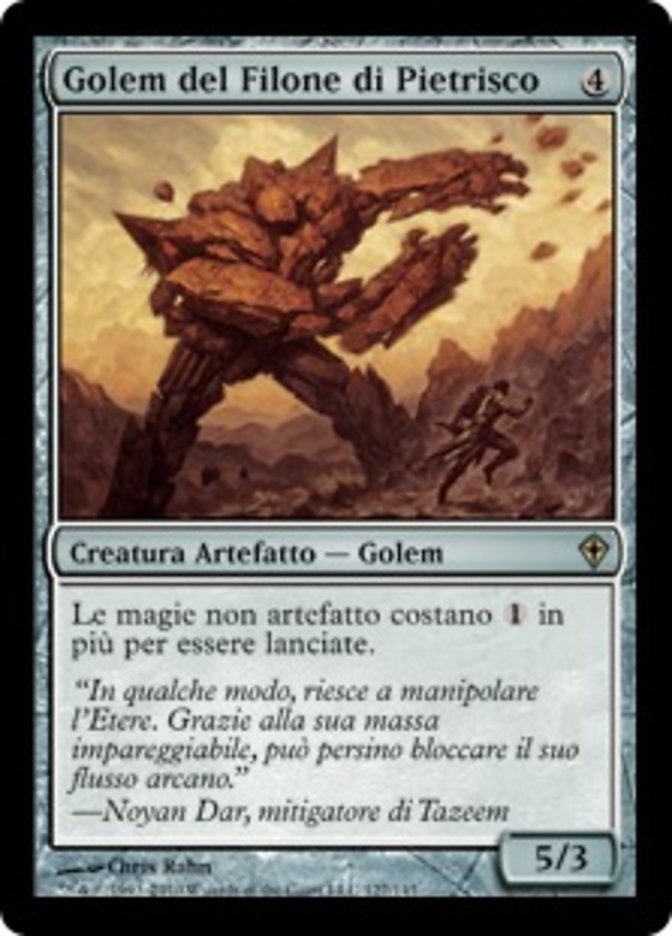 Golem del Filone di Pietrisco 4
Creatura Artefatto — Golem
Le magie non artefatto costano 1 in
più per essere lanciate.
“In qualche modo, riesce a manipolare
l’Etere. Grazie alla sua massa
impareggiabile, può persino bloccare il suo
flusso arcano.”
—Noyan Dar, mitigatore di Tazeem
5/3
Chris Rahn